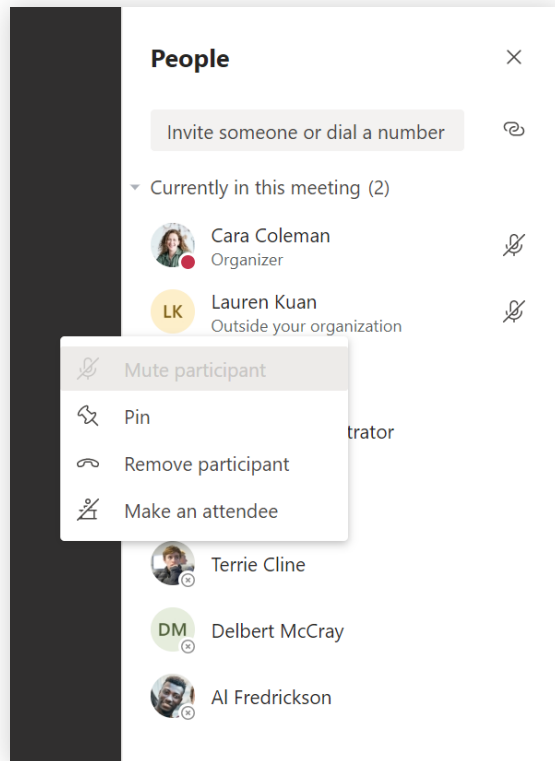 People
Invite someone or dial a number
Currently in this meeting (2)
Cara Coleman
Organizer
LK
Lauren Kuan
Outside your organization
Mute participant
Pin
trator
Remove participant
Make an attendee
Terrie Cline
DM
Delbert McCray
Al Fredrickson